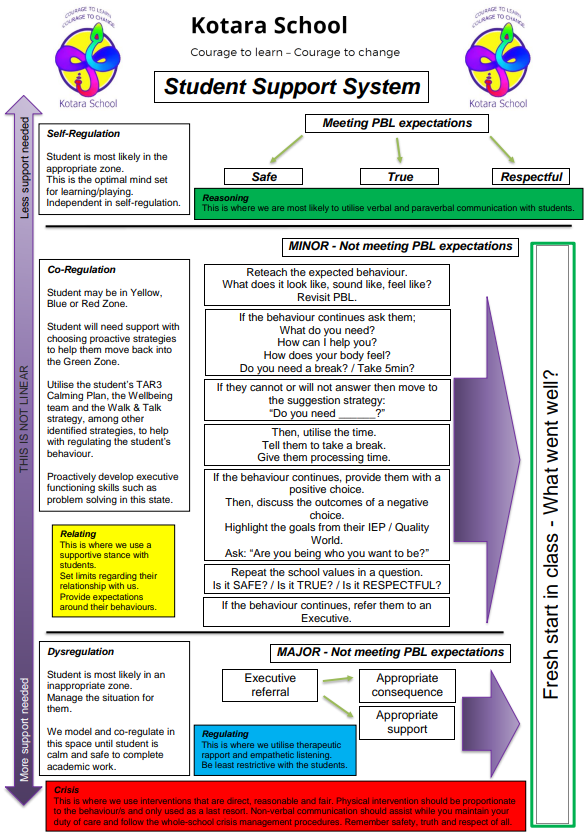 COURAGE TO LEARN,
COURAGE TO CHANGE.
Kotara School
Kotara School
Courage to learn – Courage to change
Student Support System
COURAGE TO LEARN,
COURAGE TO CHANGE.
Kotara School
Less support needed
THIS IS NOT LINEAR
More support needed
Self-Regulation
Student is most likely in the
appropriate zone.
This is the optimal mind set
for learning/playing.
Independent in self-regulation.
Meeting PBL expectations
Safe
True
Respectful
Reasoning
This is where we are most likely to utilise verbal and paraverbal communication with students.
MINOR - Not meeting PBL expectations
Co-Regulation
Student may be in Yellow,
Blue or Red Zone.
Student will need support with
choosing proactive strategies
to help them move back into
the Green Zone.
Utilise the student's TAR3
Calming Plan, the Wellbeing
team and the Walk & Talk
strategy, among other
identified strategies, to help
with regulating the student's
behaviour.
Proactively develop executive
functioning skills such as
problem solving in this state.
Relating
This is where we use a
supportive stance with
students.
Set limits regarding their
relationship with us.
Provide expectations
around their behaviours.
Reteach the expected behaviour.
What does it look like, sound like, feel like?
Revisit PBL.
If the behaviour continues ask them;
What do you need?
How can I help you?
How does your body feel?
Do you need a break? / Take 5min?
If they cannot or will not answer then move to
the suggestion strategy:
“Do you need ______?”
Then, utilise the time.
Tell them to take a break.
Give them processing time.
If the behaviour continues, provide them with a
positive choice.
Then, discuss the outcomes of a negative
choice.
Highlight the goals from their IEP / Quality
World.
Ask: “Are you being who you want to be?”
Repeat the school values in a question.
Is it SAFE? / Is it TRUE? / Is it RESPECTFUL?
If the behaviour continues, refer them to an
Executive.
Fresh start in class - What went well?
Dysregulation
Student is most likely in an
inappropriate zone.
Manage the situation for
them.
We model and co-regulate in
this space until student is
calm and safe to complete
academic work.
MAJOR - Not meeting PBL expectations
Executive
referral
Appropriate
consequence
Appropriate
support
Regulating
This is where we utilise therapeutic
rapport and empathetic listening.
Be least restrictive with the students.
Crisis
This is where we use interventions that are direct, reasonable and fair. Physical intervention should be proportionate
to the behaviour/s and only used as a last resort. Non-verbal communication should assist while you maintain your
duty of care and follow the whole-school crisis management procedures. Remember safety, truth and respect of all.